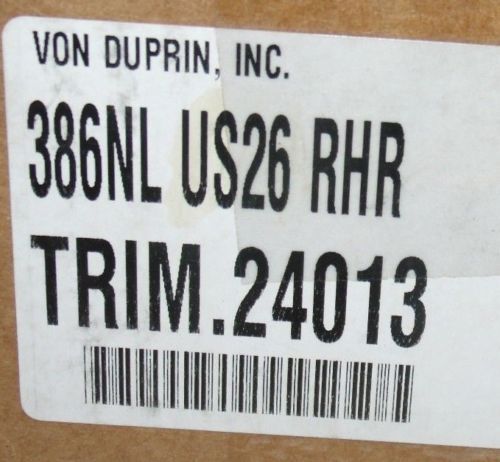 VON DUPRIN, INC.
386NL US26 RHR
TRIM.24013